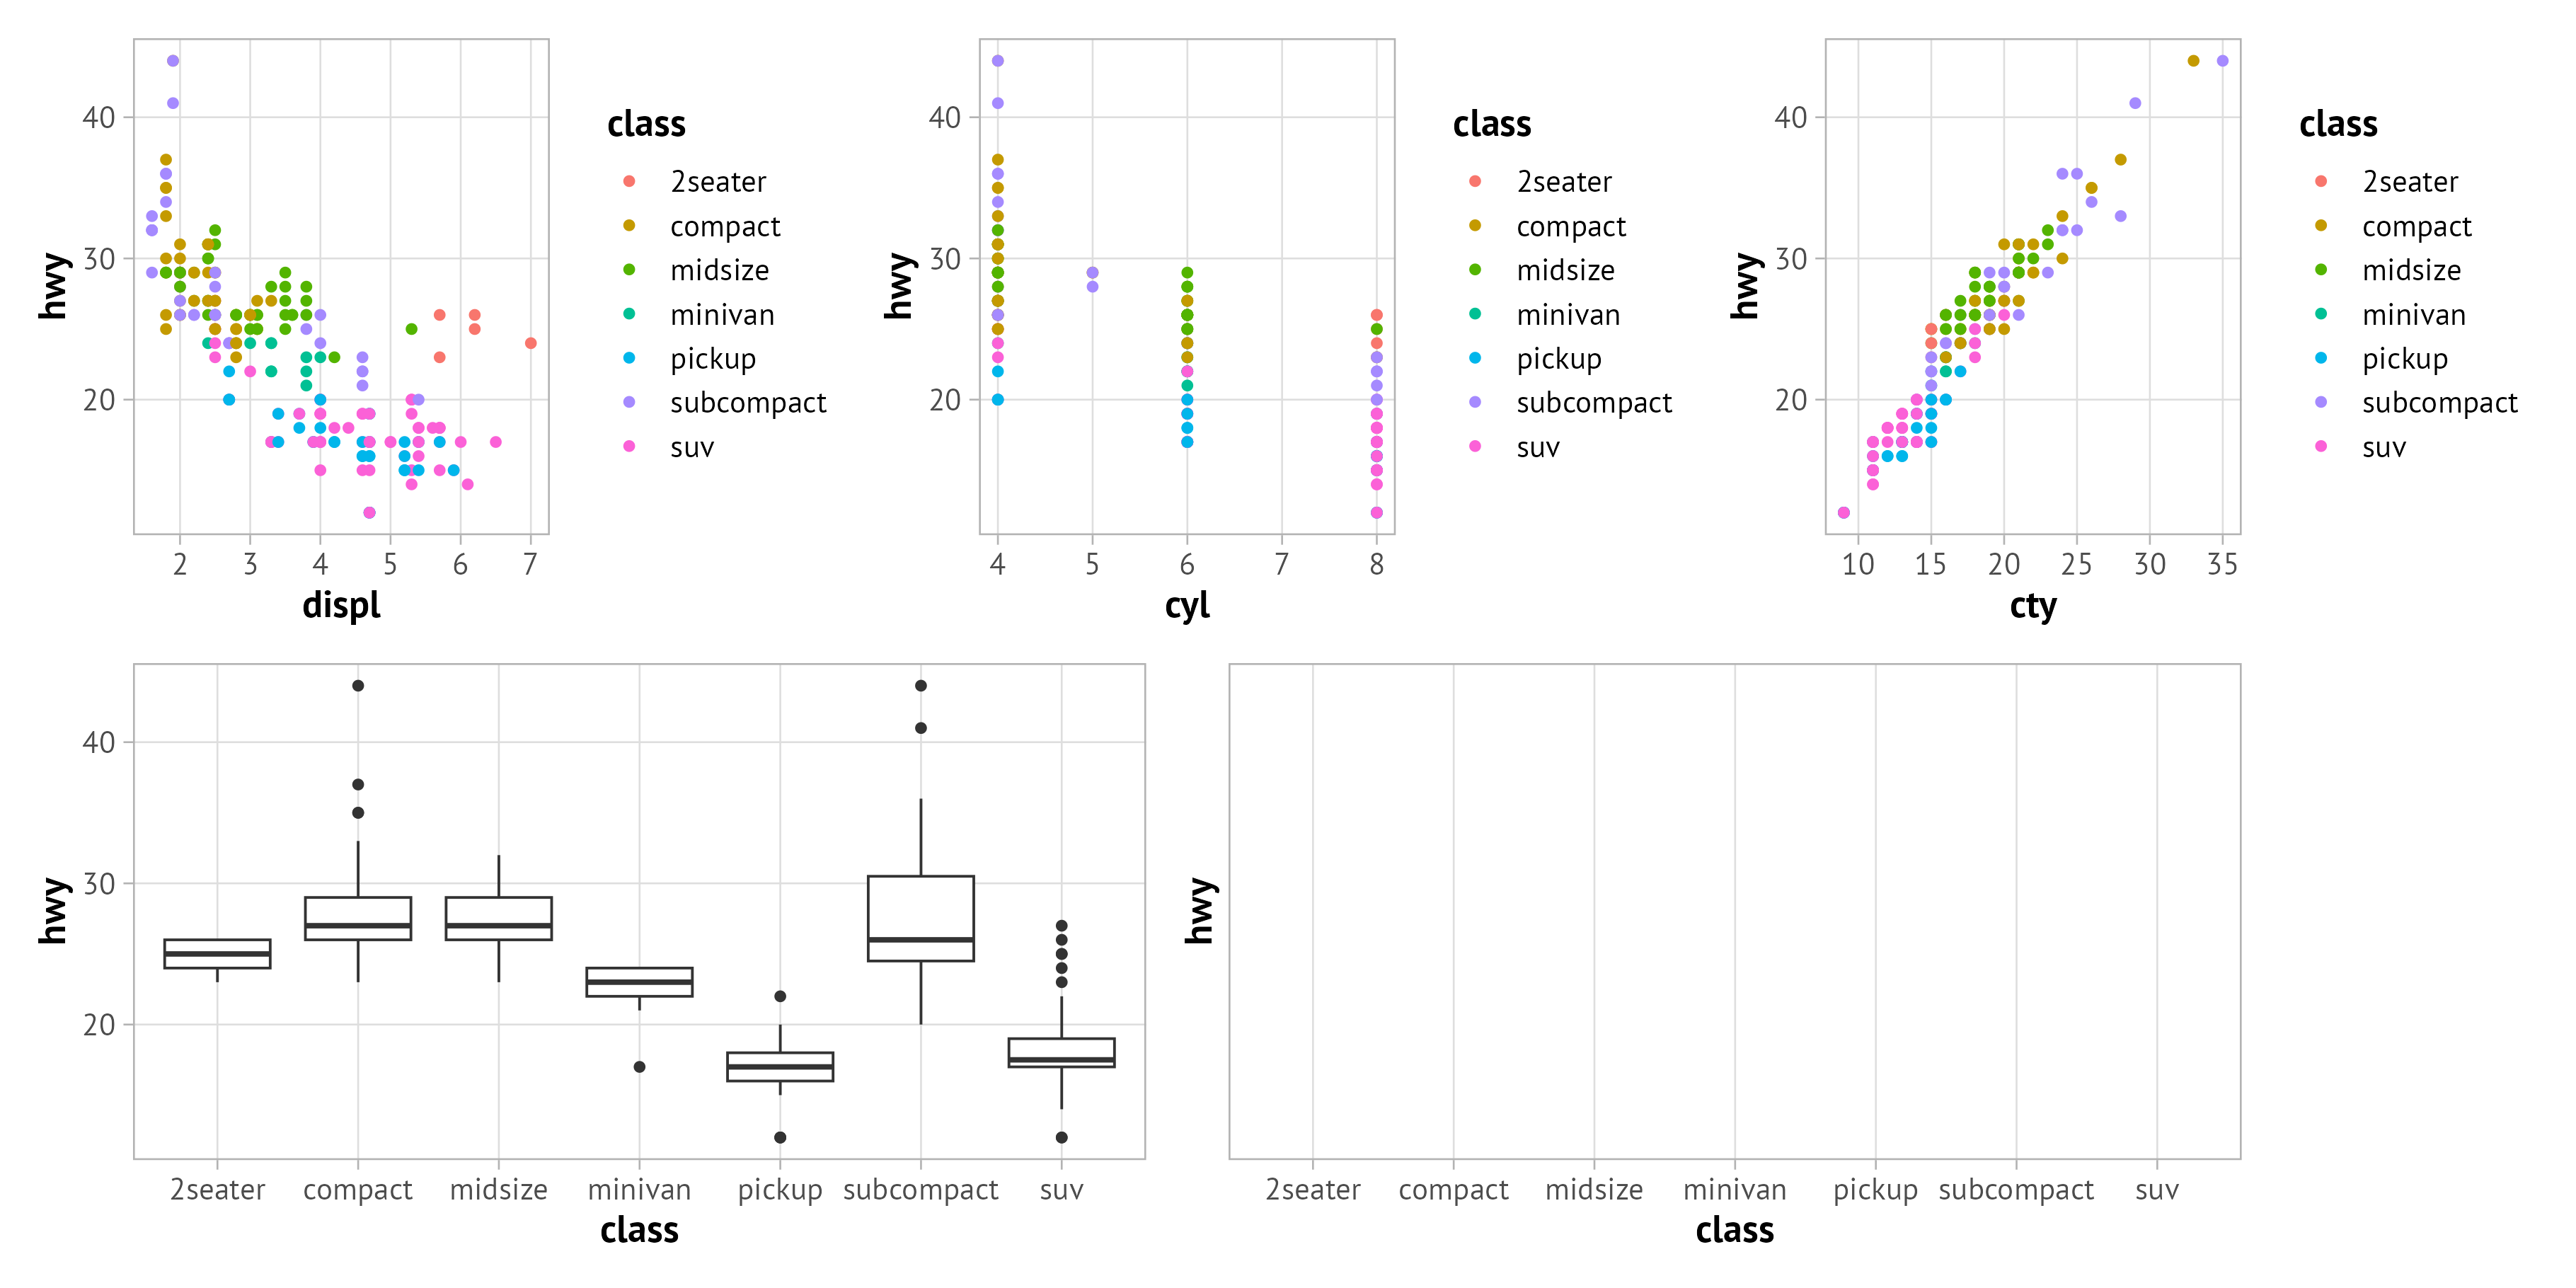 40
30
20
hwy
2 3 4 5 6 7
displ
class
2seater
compact
midsize
minivan
pickup
subcompact
suv
40
30
20
hwy
4 5 6 7 8
cyl
class
2seater
compact
midsize
minivan
pickup
subcompact
suv
40
30
20
hwy
10 15 20 25 30 35
cty
class
2seater
compact
midsize
minivan
pickup
subcompact
suv
40
30
20
hwy
2seater compact midsize minivan pickup subcompact suv
class
hwy
2seater compact midsize minivan pickup subcompact suv
class